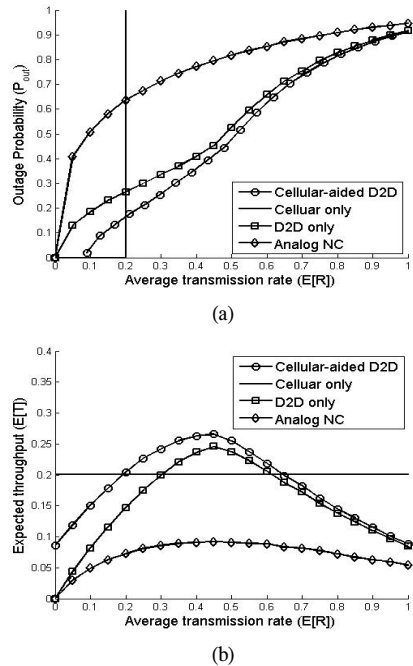 1
0.9
0.8
0.7
0.6
0.5
0.4
0.3
0.2
0.1
0
Outage Probability (Pout)
Cellular-aided D2D
Celluar only
D2D only
Analog NC
0 0.1 0.2 0.3 0.4 0.5 0.6 0.7 0.8 0.9 1
Average transmission rate (E[R])
(a)
0.4
0.35
0.3
0.25
0.2
0.15
0.1
0.05
0
Expected throughput (E[T])
Cellular-aided D2D
Celluar only
D2D only
Analog NC
0 0.1 0.2 0.3 0.4 0.5 0.6 0.7 0.8 0.9 1
Average transmission rate (E[R])
(b)